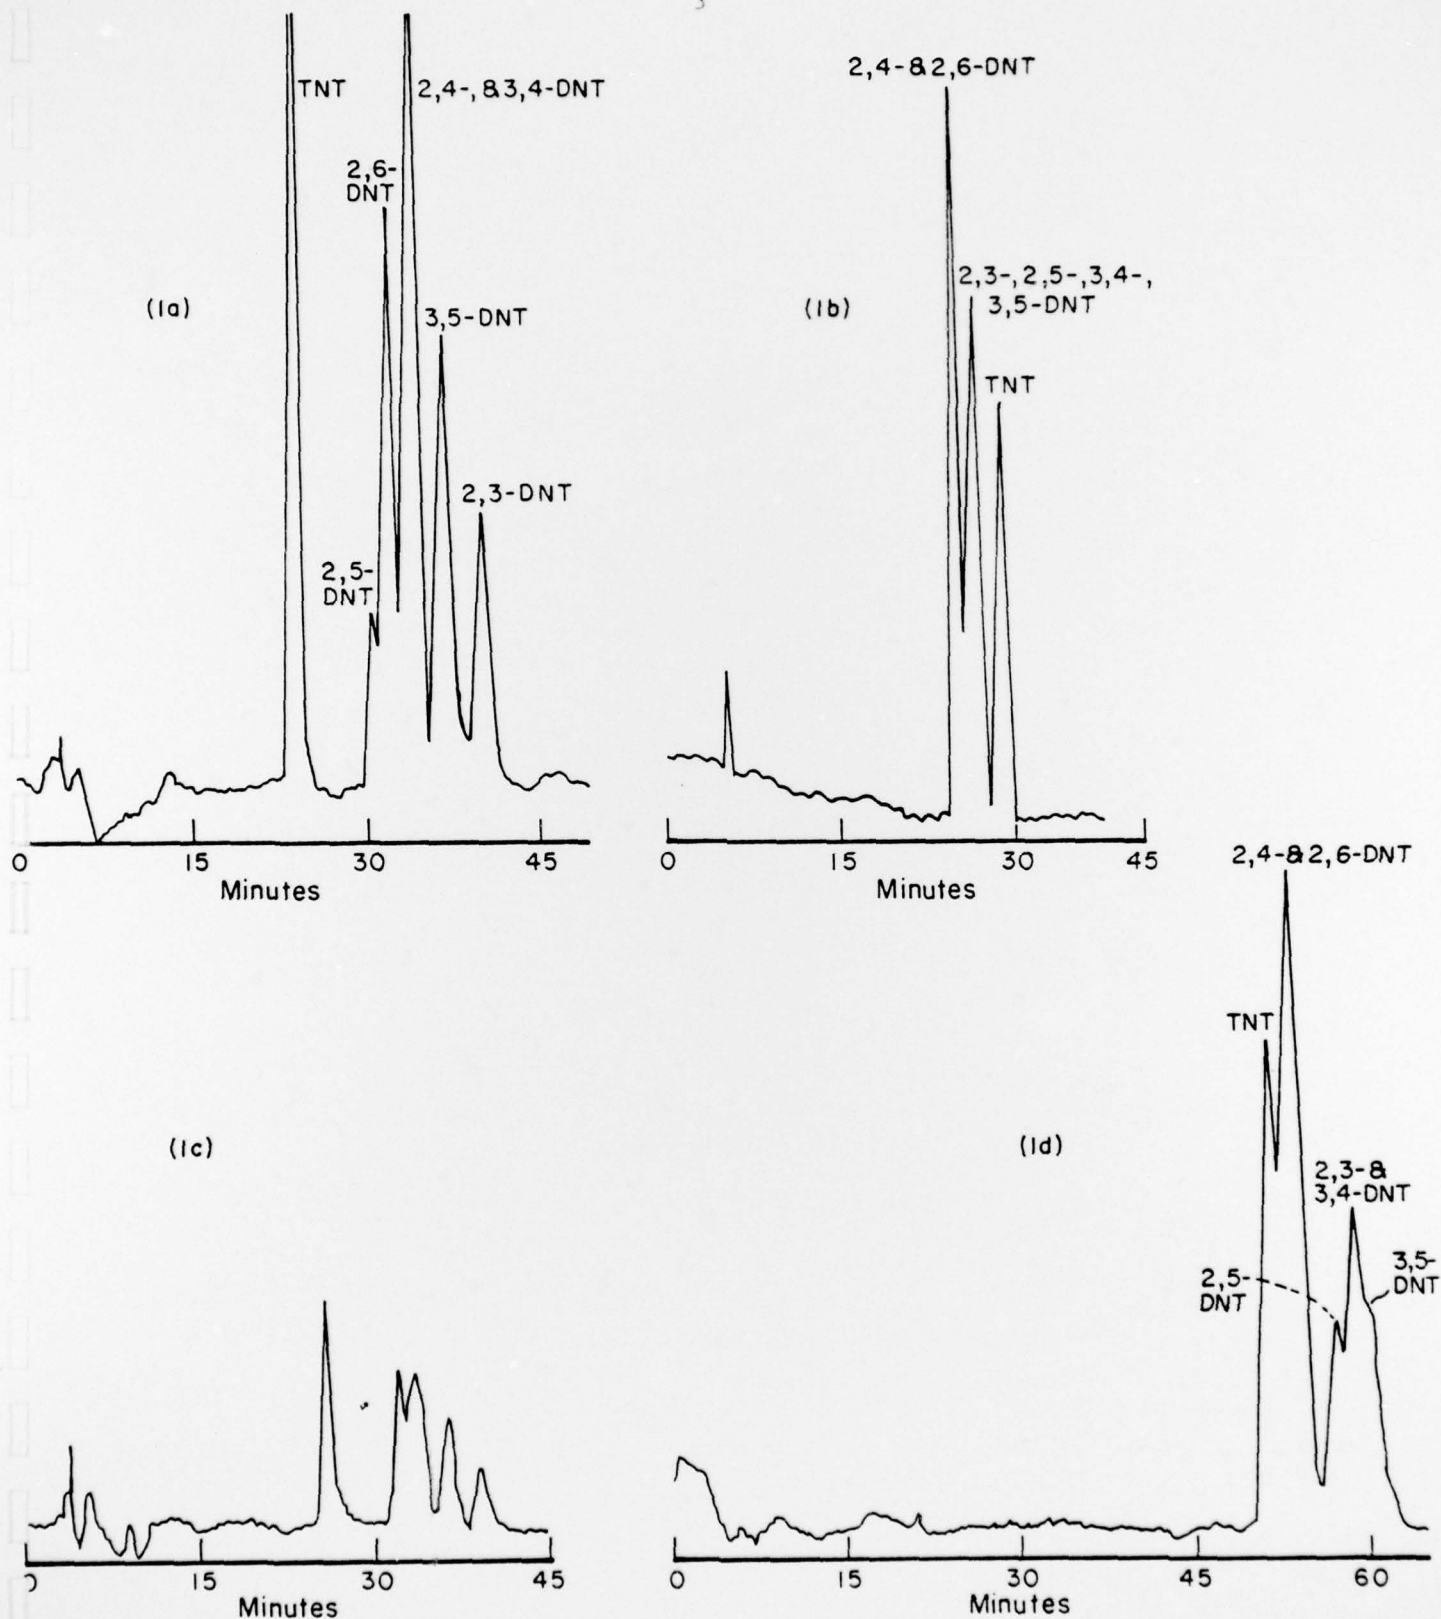 3
TNT
2,4-, & 3,4-DNT
2,6-
DNT
(1a)
3,5-DNT
2,3-DNT
2,5-
DNT
0 15 30 45
Minutes
2,4-&2,6-DNT
2,3-,2,5-,3,4-,
3,5-DNT
(1b)
TNT
0 15 30 45
Minutes
(1c)
0 15 30 45
Minutes
2,4-&2,6-DNT
TNT
(1d)
2,3-&
3,4-DNT
3,5-
DNT
2,5-
DNT
0 15 30 45 60
Minutes